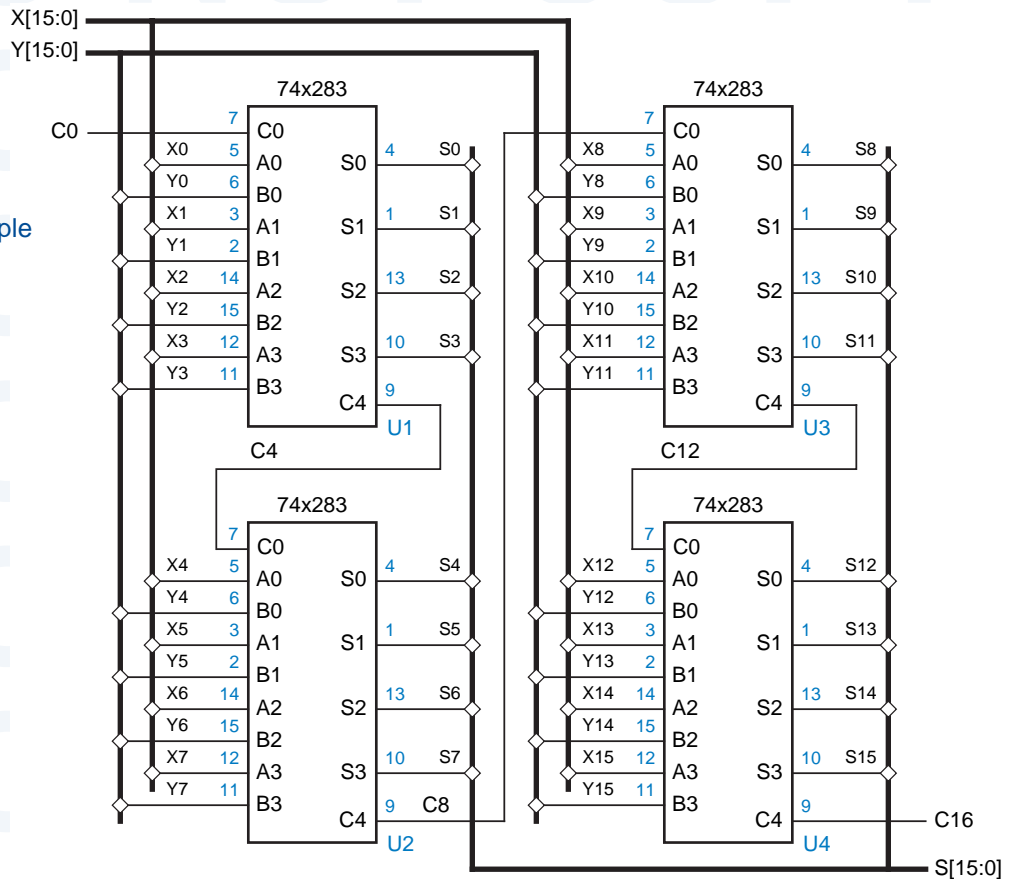 X[15:0]
Y[15:0]
74x283
74x283
7
7
C0
C0
C0
X0 5 A0 S0 4 S0
X8 5 A0 S0 4 S8
Y0 6 B0
Y8 6 B0
X1 3 A1 S1 1 S1
X9 3 A1 S1 1 S9
ple
Y1 2 B1
Y9 2 B1
X2 14 A2 S2 13 S2
X10 14 A2 S2 13 S10
Y2 15 B2
Y10 15 B2
X3 12 A3 S3 10 S3
X11 12 A3 S3 10 S11
Y3 11 B3
Y11 11 B3
C4 9
C4 9
U1
U3
C4
C12
74x283
74x283
7
7
C0
C0
X4 5 A0 S0 4 S4
X12 5 A0 S0 4 S12
Y4 6 B0
Y12 6 B0
X5 3 A1 S1 1 S5
X13 3 A1 S1 1 S13
Y5 2 B1
Y13 2 B1
X6 14 A2 S2 13 S6
X14 14 A2 S2 13 S14
Y6 15 B2
Y14 15 B2
X7 12 A3 S3 10 S7
X15 12 A3 S3 10 S15
Y7 11 B3
Y15 11 B3
C4 9 C8
C4 9 C16
U2
U4
S[15:0]